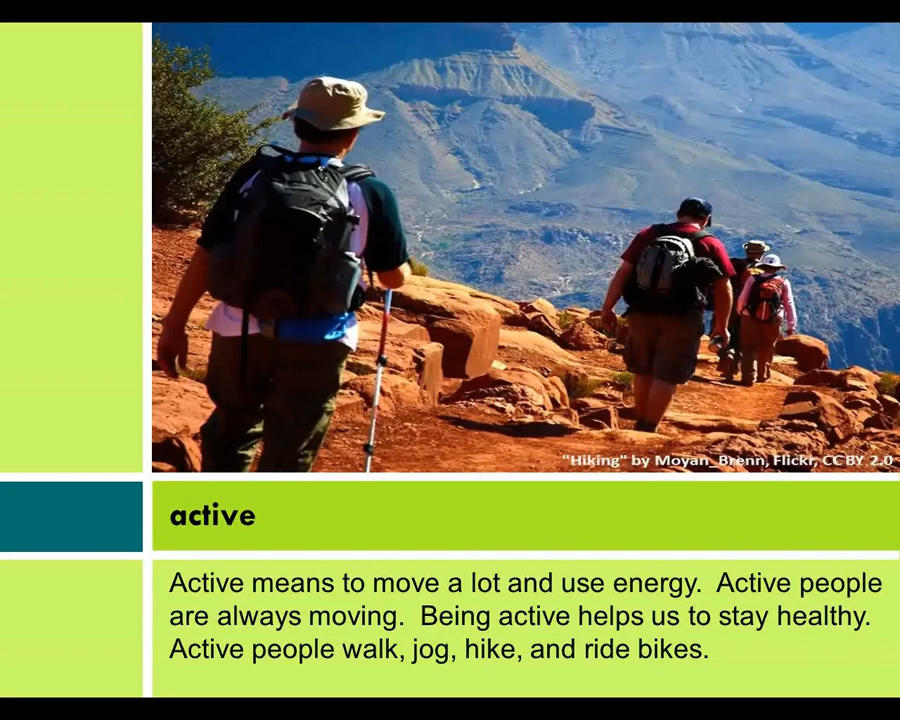 "Hiking" by Moyan_Brenn, Flickr, CC BY 2.0
active
Active means to move a lot and use energy.  Active people
are always moving.  Being active helps us to stay healthy.
Active people walk, jog, hike, and ride bikes.